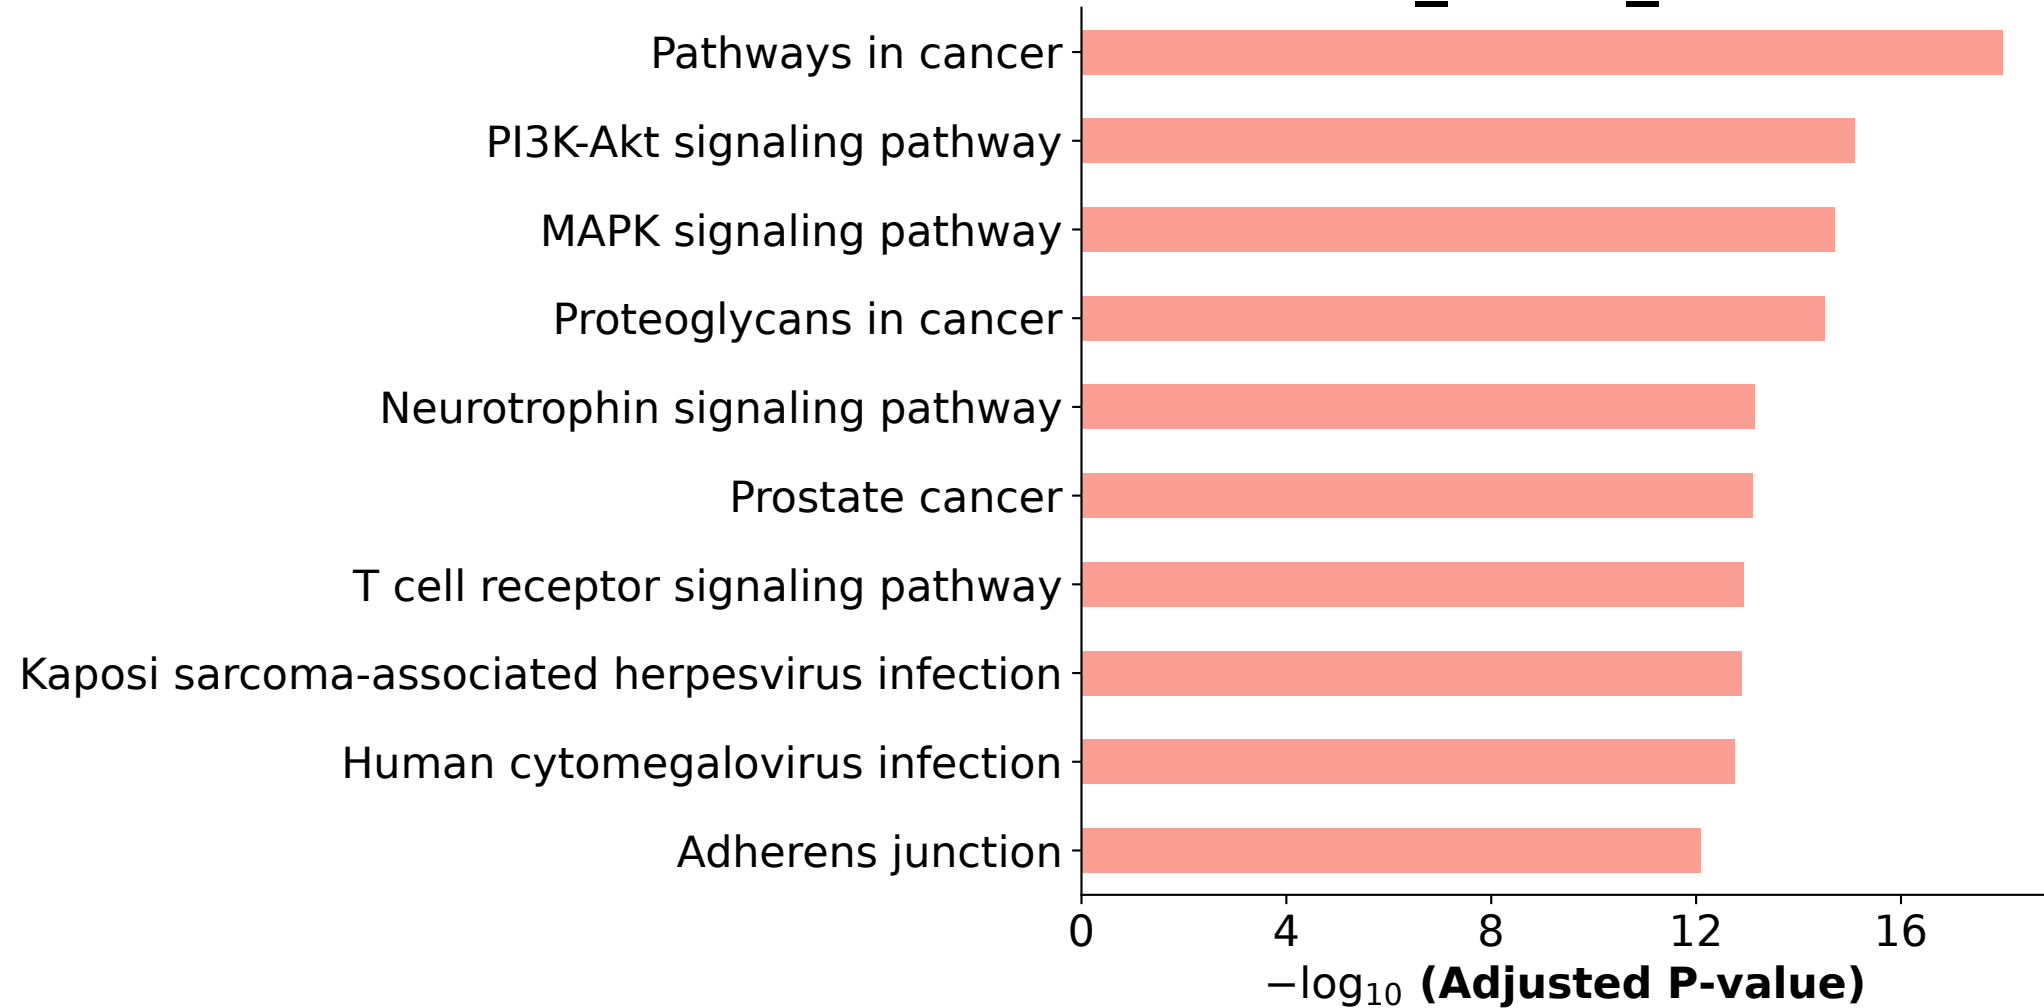 Pathways in cancer
PI3K-Akt signaling pathway
MAPK signaling pathway
Proteoglycans in cancer
Neurotrophin signaling pathway
Prostate cancer
T cell receptor signaling pathway
Kaposi sarcoma-associated herpesvirus infection
Human cytomegalovirus infection
Adherens junction
0 4 8 12 16
−log₁₀ (Adjusted P-value)